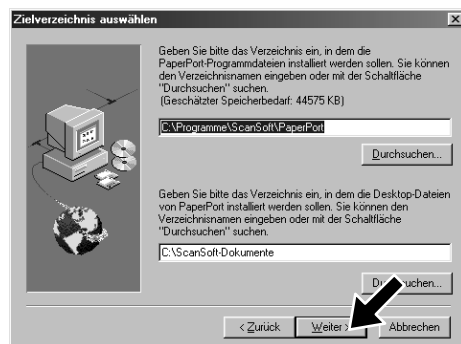 Zielverzeichnis auswählen
Geben Sie bitte das Verzeichnis ein, in dem die
PaperPort-Programmdateien installiert werden sollen. Sie können
den Verzeichnisnamen eingeben oder mit der Schaltfläche
"Durchsuchen" suchen.
(Geschätzter Speicherbedarf: 44575 KB)
C:\Programme\ScanSoft\PaperPort
Durchsuchen...
Geben Sie bitte das Verzeichnis ein, in dem die Desktop-Dateien
von PaperPort installiert werden sollen. Sie können den
Verzeichnisnamen eingeben oder mit der Schaltfläche
"Durchsuchen" suchen.
C:\ScanSoft-Dokumente
< Zurück
Weiter >
Abbrechen